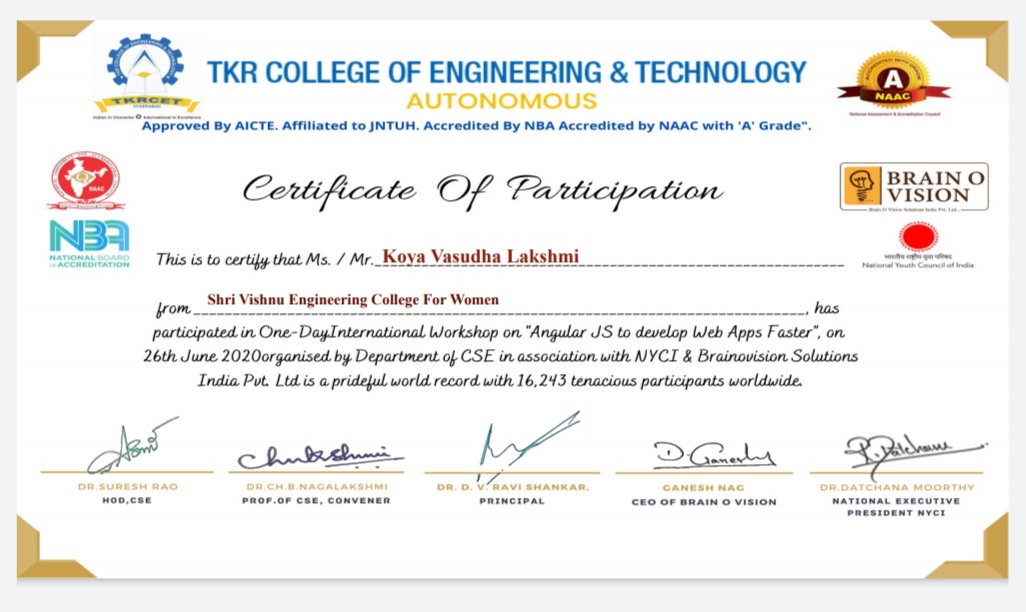 TKR COLLEGE OF ENGINEERING & TECHNOLOGY
AUTONOMOUS
TKRCET
HYDERABAD
Indian in Character & International in Excellence
Approved By AICTE. Affiliated to JNTUH. Accredited By NBA Accredited by NAAC with 'A' Grade".
ACCREDITED WITH GRADE
A
NAAC
National Assessment & Accreditation Council
NAAC
Certificate Of Participation
BRAIN O
VISION
Brain O Vision Solutions India Pvt. Ltd.,
NBA
NATIONAL BOARD
of ACCREDITATION
भारतीय राष्ट्रीय युवा परिषद
National Youth Council of India
This is to certify that Ms. / Mr. Koya Vasudha Lakshmi
from Shri Vishnu Engineering College For Women, has
participated in One-DayInternational Workshop on "Angular JS to develop Web Apps Faster", on
26th June 2020organised by Department of CSE in association with NYCI & Brainovision Solutions
India Pvt. Ltd is a prideful world record with 16,243 tenacious participants worldwide.
D. Ganesh
DR.SURESH RAO
HOD,CSE
DR.CH.B.NAGALAKSHMI
PROF.OF CSE, CONVENER
DR. D. V. RAVI SHANKAR,
PRINCIPAL
GANESH NAG
CEO OF BRAIN O VISION
DR.DATCHANA MOORTHY
NATIONAL EXECUTIVE
PRESIDENT NYCI